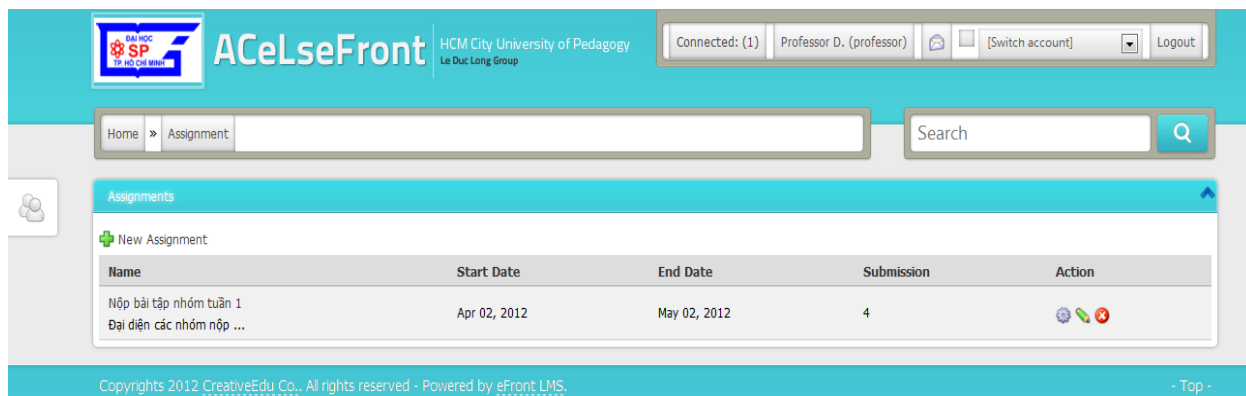 ĐẠI HỌC
SP
TP. HỒ CHÍ MINH
ACeLseFront
HCM City University of Pedagogy
Le Duc Long Group
Connected: (1) Professor D. (professor) [Switch account] Logout
Home » Assignment
Search
Assignments
New Assignment
Name Start Date End Date Submission Action
Nộp bài tập nhóm tuần 1
Đại diện các nhóm nộp ...
Apr 02, 2012 May 02, 2012 4
Copyrights 2012 CreativeEdu Co.. All rights reserved - Powered by eFront LMS. - Top -